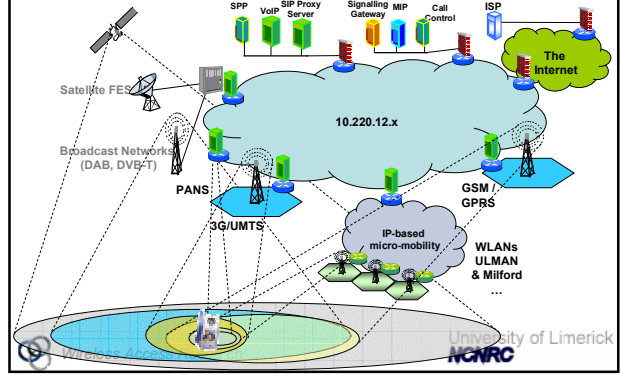 SPP
VoIP
SIP Proxy
Server
Signalling
Gateway
MIP
Call
Control
ISP
The
Internet
Satellite FES
10.220.12.x
Broadcast Networks
(DAB, DVB-T)
PANS
GSM /
GPRS
3G/UMTS
IP-based
micro-mobility
WLANs
ULMAN
& Milford
...
University of Limerick
Wireless Access
NCNRC